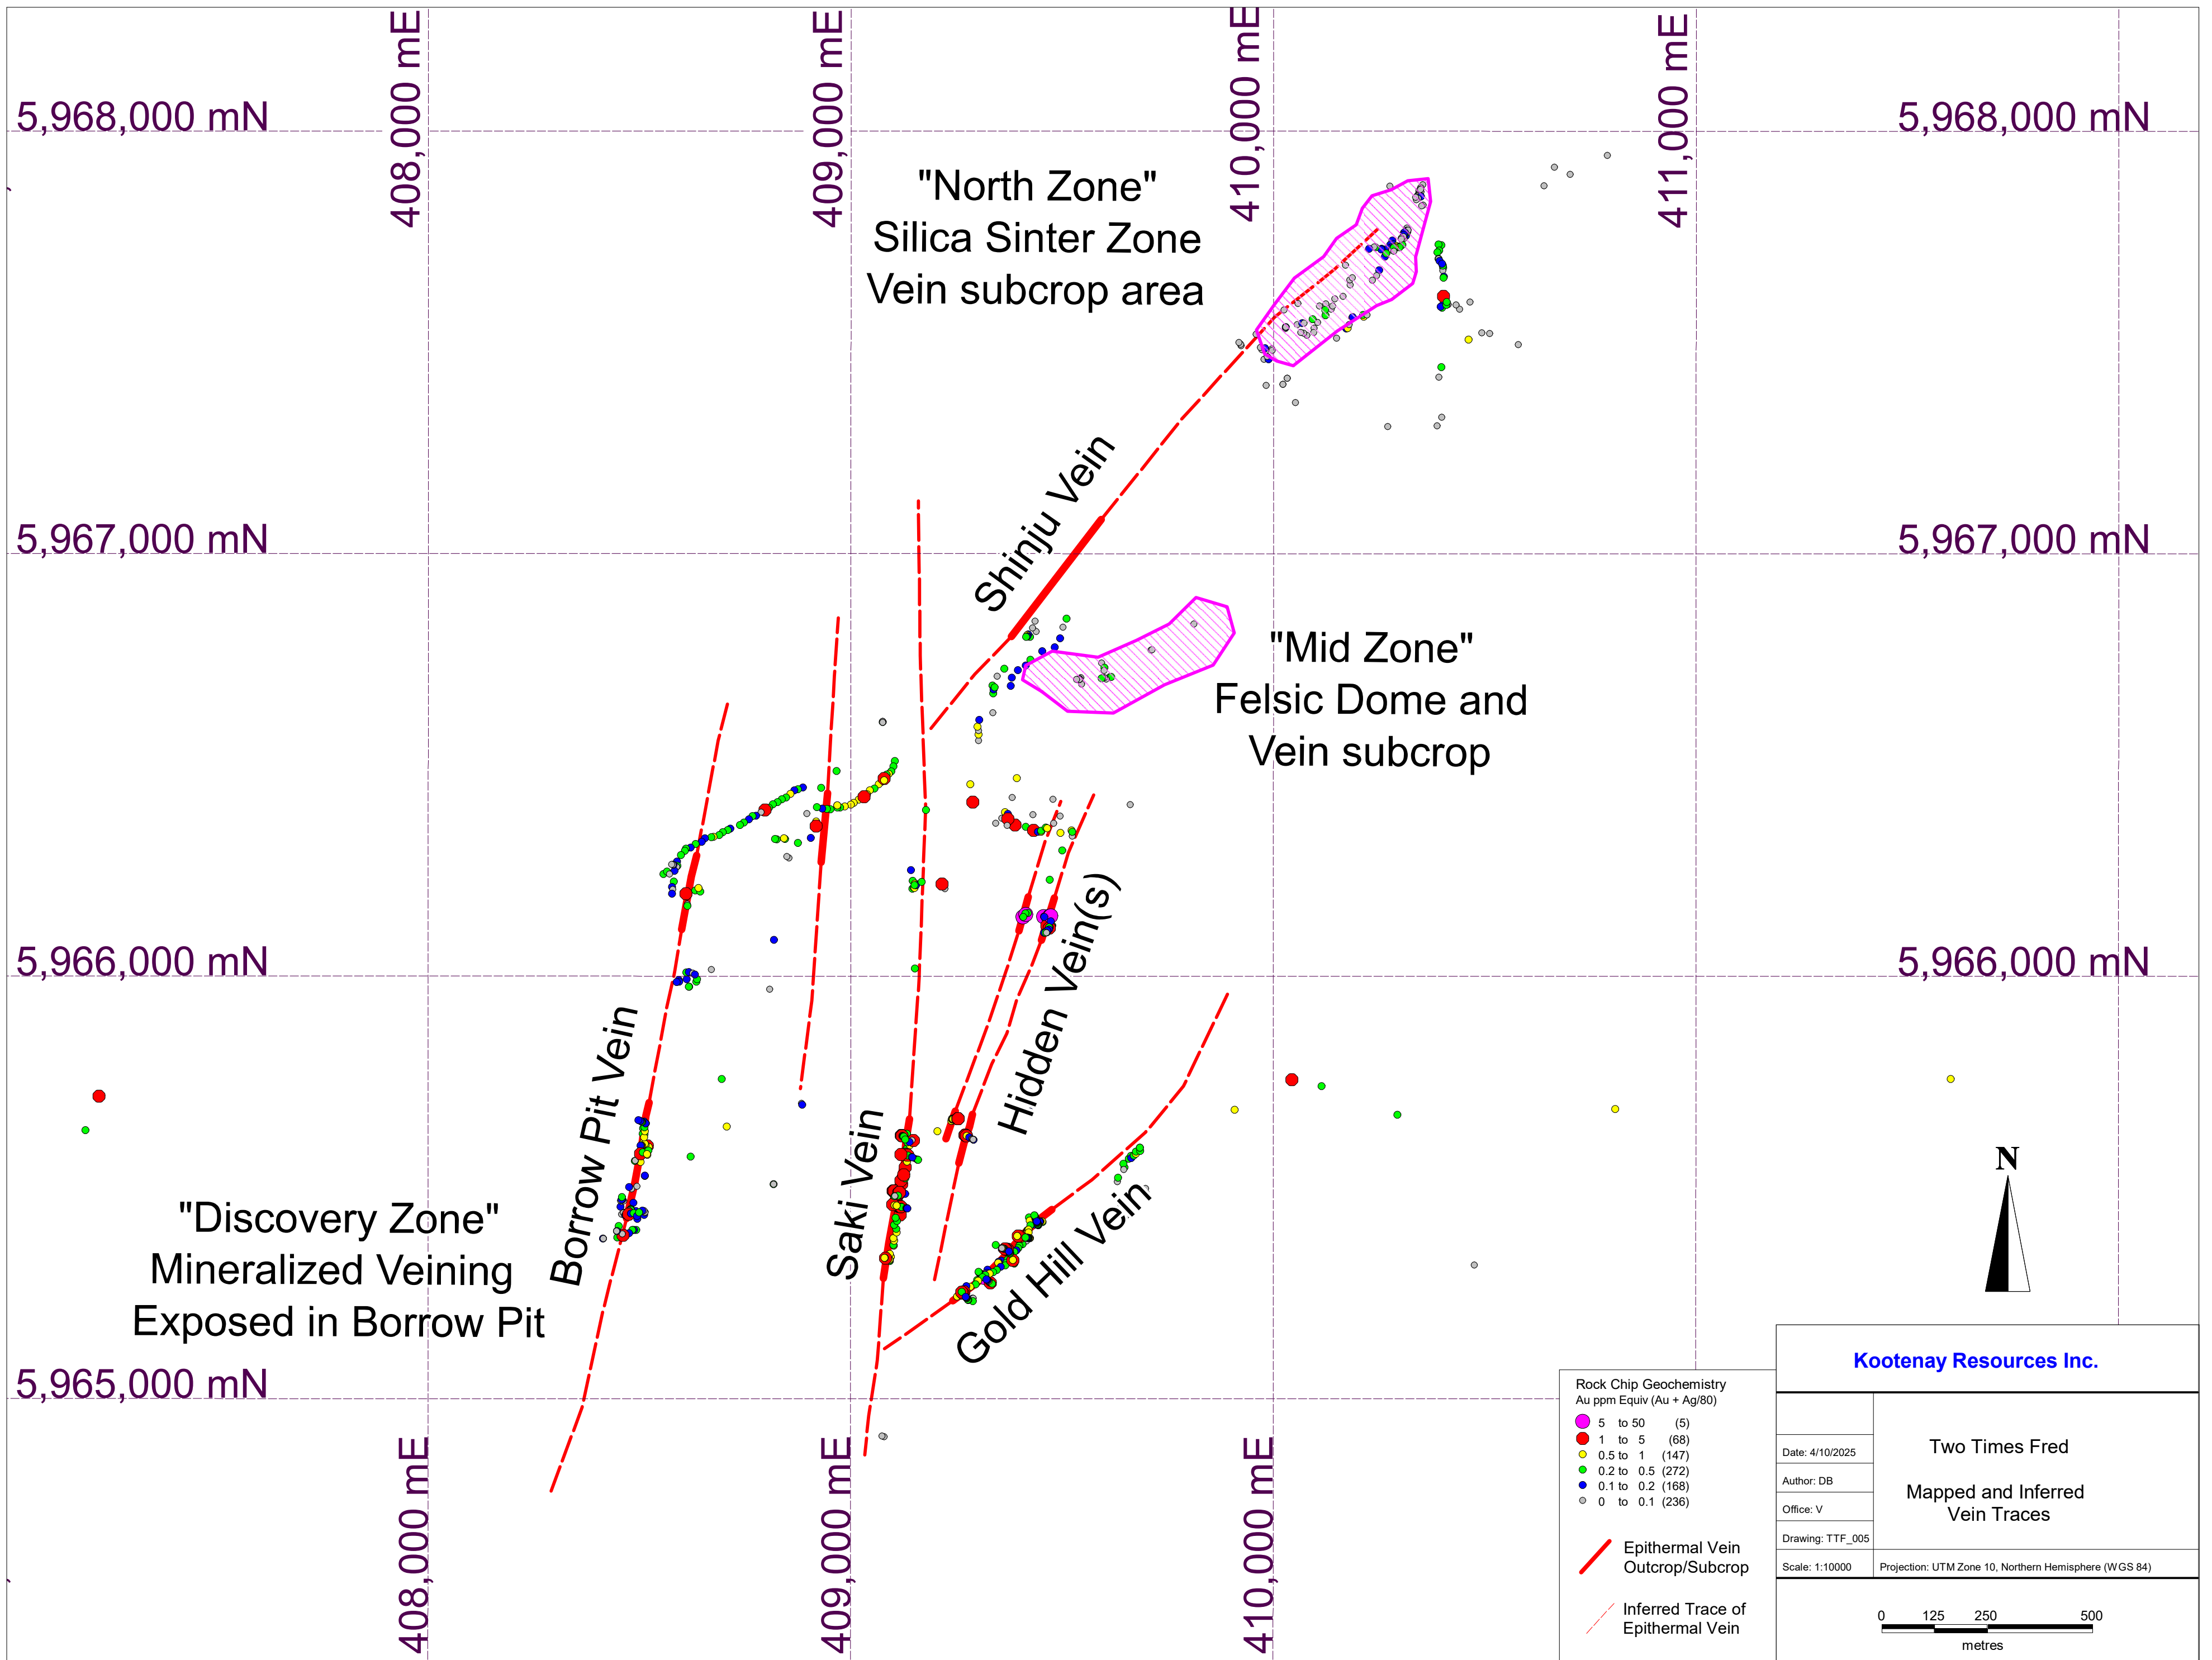 408,000 mE
409,000 mE
410,000 mE
411,000 mE
5,968,000 mN
5,968,000 mN
"North Zone"
Silica Sinter Zone
Vein subcrop area
Shinju Vein
5,967,000 mN
5,967,000 mN
"Mid Zone"
Felsic Dome and
Vein subcrop
Hidden Vein(s)
5,966,000 mN
5,966,000 mN
Borrow Pit Vein
Saki Vein
Gold Hill Vein
"Discovery Zone"
Mineralized Veining
Exposed in Borrow Pit
N
5,965,000 mN
408,000 mE
409,000 mE
410,000 mE
Rock Chip Geochemistry
Au ppm Equiv (Au + Ag/80)
5 to 50 (5)
1 to 5 (68)
0.5 to 1 (147)
0.2 to 0.5 (272)
0.1 to 0.2 (168)
0 to 0.1 (236)
Epithermal Vein
Outcrop/Subcrop
Inferred Trace of
Epithermal Vein
Kootenay Resources Inc.
Date: 4/10/2025
Author: DB
Office: V
Drawing: TTF_005
Scale: 1:10000
Two Times Fred
Mapped and Inferred
Vein Traces
Projection: UTM Zone 10, Northern Hemisphere (WGS 84)
0 125 250 500
metres